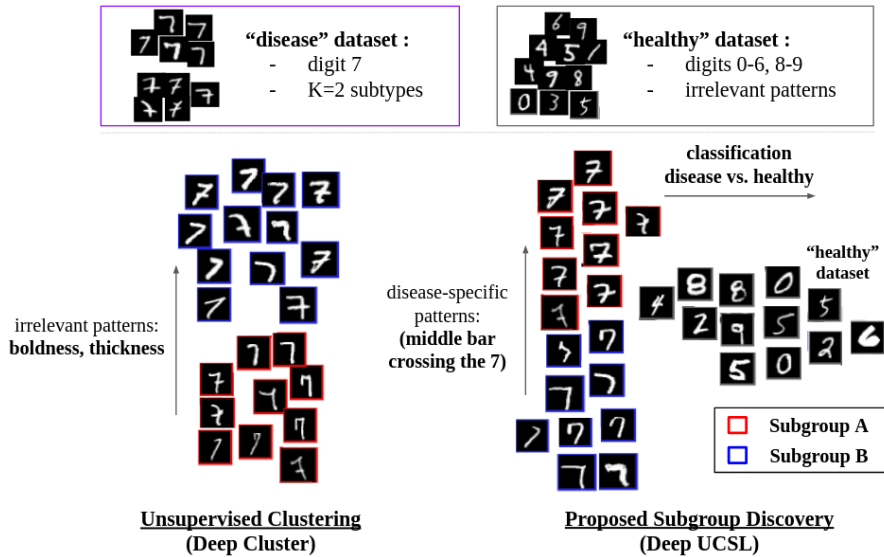 “disease” dataset :
- digit 7
- K=2 subtypes
“healthy” dataset :
- digits 0-6, 8-9
- irrelevant patterns
classification
disease vs. healthy
“healthy”
dataset
disease-specific
patterns:
(middle bar
crossing the 7)
irrelevant patterns:
boldness, thickness
Subgroup A
Subgroup B
Unsupervised Clustering
(Deep Cluster)
Proposed Subgroup Discovery
(Deep UCSL)